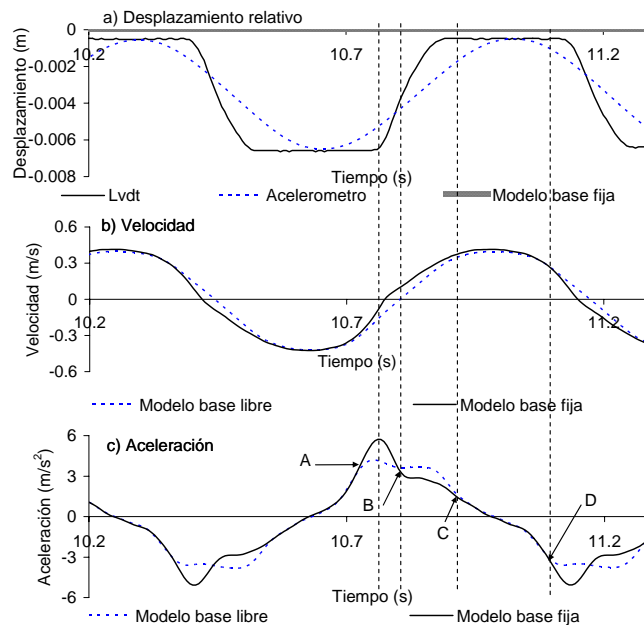 a) Desplazamiento relativo
Desplazamiento (m)
0
-0.002
-0.004
-0.006
-0.008
10.2 10.7 11.2
Tiempo (s)
Lvdt Acelerometro Modelo base fija
b) Velocidad
Velocidad (m/s)
0.6
0.3
0
-0.3
-0.6
10.2 10.7 11.2
Tiempo (s)
Modelo base libre Modelo base fija
c) Aceleración
Aceleración (m/s²)
6
3
0
-3
-6
A
B
C
D
10.2 10.7 11.2
Tiempo (s)
Modelo base libre Modelo base fija